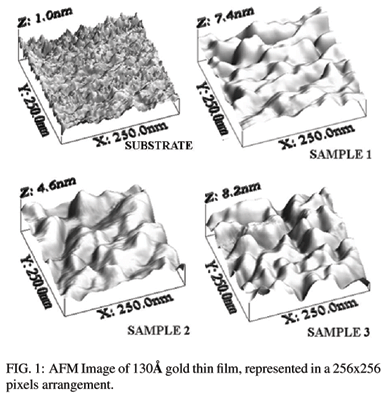 Z: 1.0nm
Y: 250.0nm
X: 250.0nm
SUBSTRATE
Z: 7.4nm
Y: 250.0nm
X: 250.0nm
SAMPLE 1
Z: 4.6nm
Y: 250.0nm
X: 250.0nm
SAMPLE 2
Z: 8.2nm
Y: 250.0nm
X: 250.0nm
SAMPLE 3
FIG. 1: AFM Image of 130Å gold thin film, represented in a 256x256
pixels arrangement.